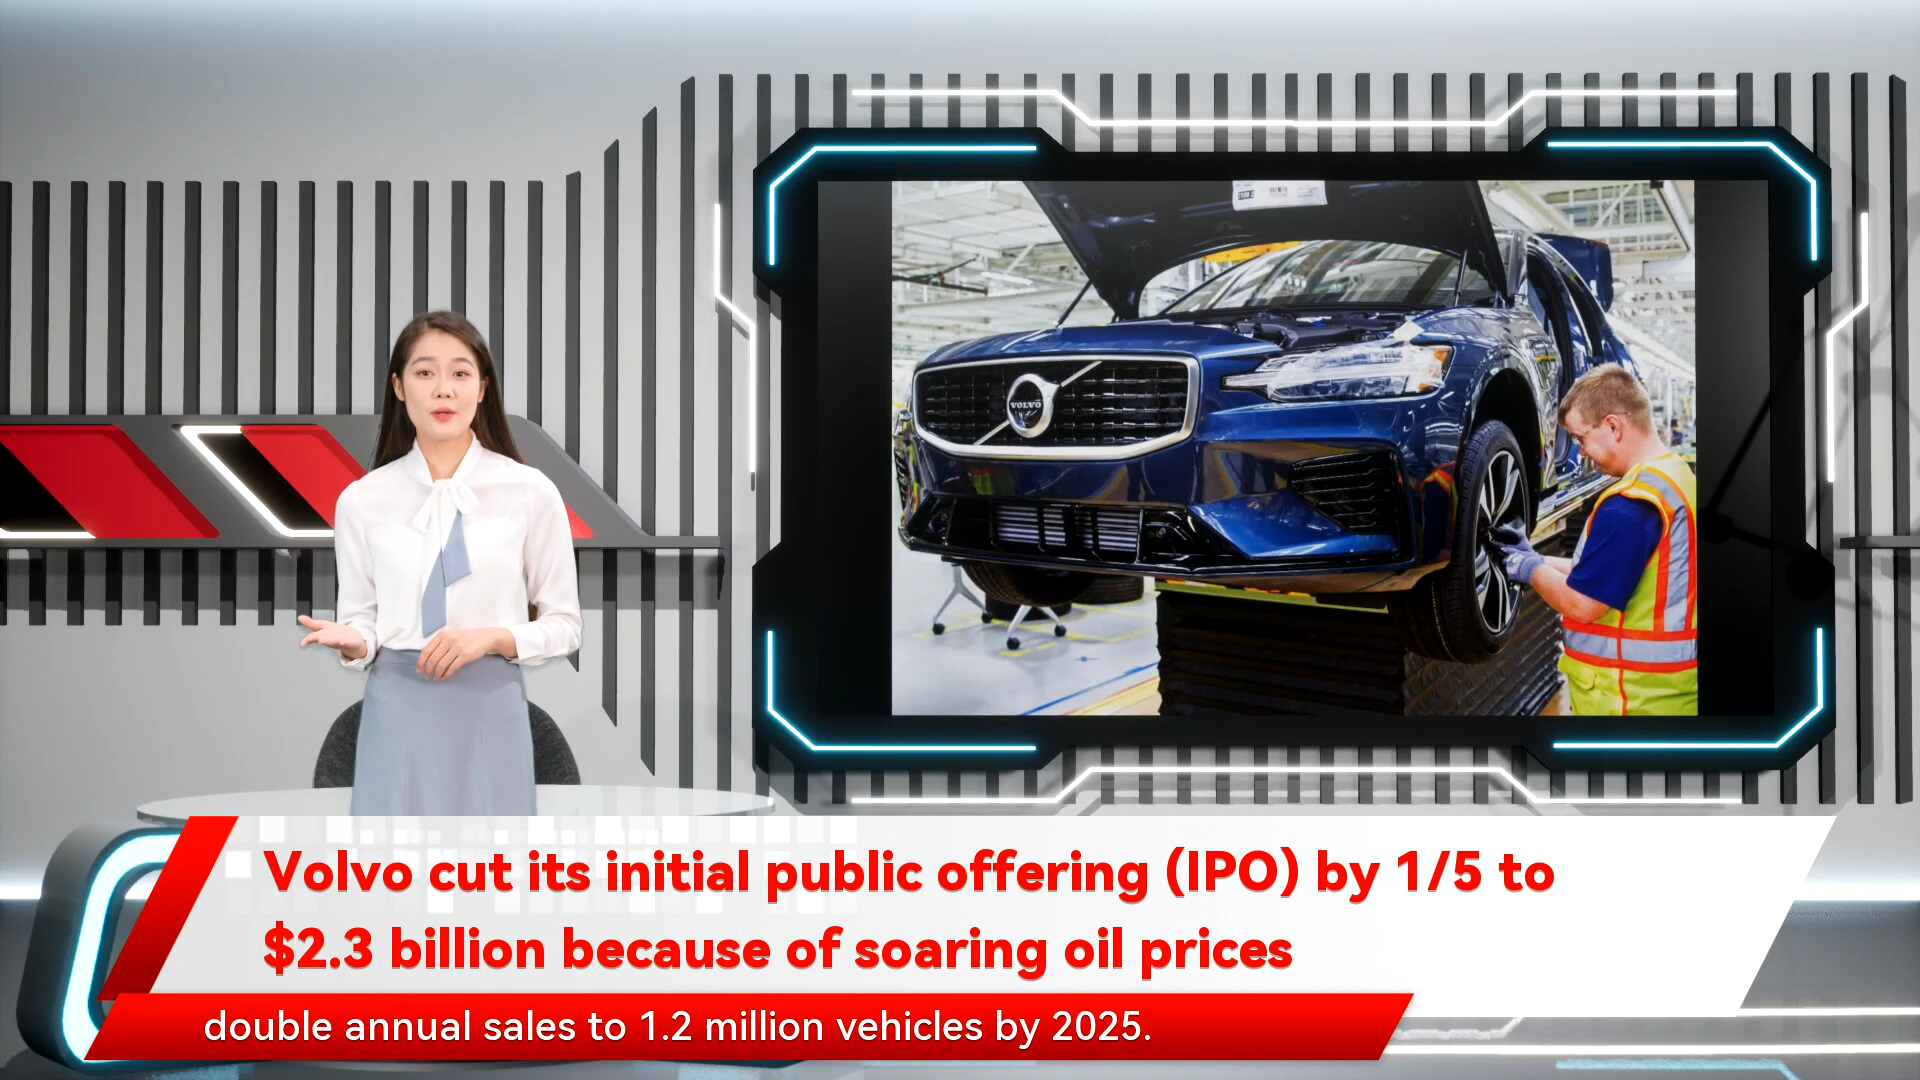 VOLVO
Volvo cut its initial public offering (IPO) by 1/5 to
$2.3 billion because of soaring oil prices
double annual sales to 1.2 million vehicles by 2025.